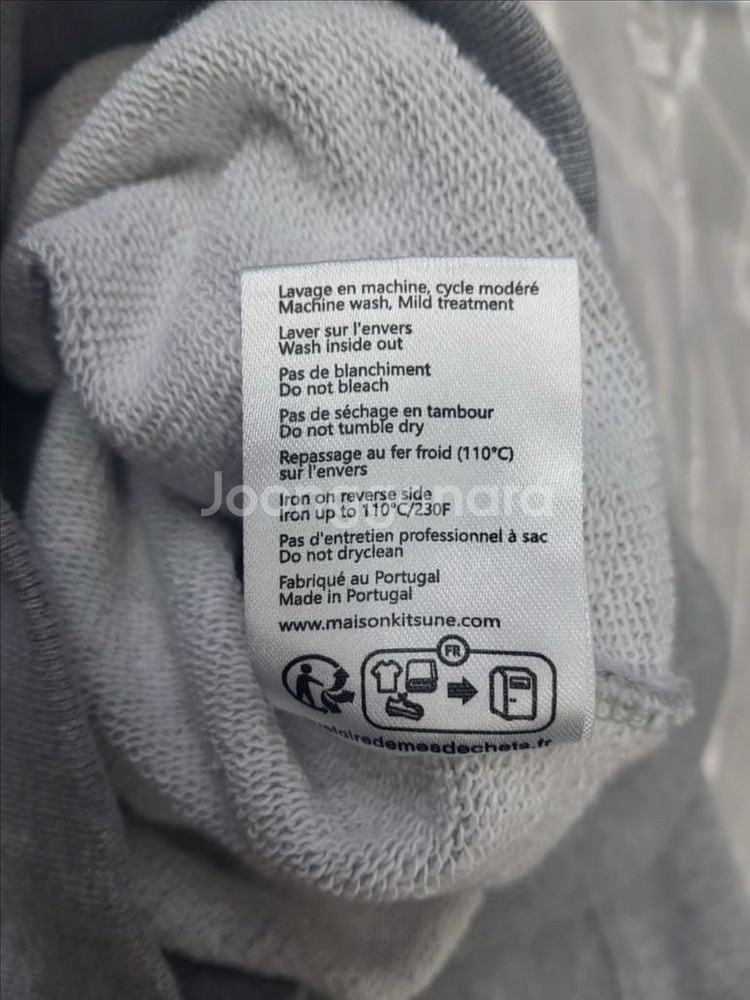 Lavage en machine, cycle modéré
Machine wash, Mild treatment
Laver sur l'envers
Wash inside out
Pas de blanchiment
Do not bleach
Pas de séchage en tambour
Do not tumble dry
Repassage au fer froid (110°C)
sur l'envers
Iron on reverse side
Iron up to 110°C/230F
Joonggonara
Pas d'entretien professionnel à sac
Do not dryclean
Fabriqué au Portugal
Made in Portugal
www.maisonkitsune.com
FR